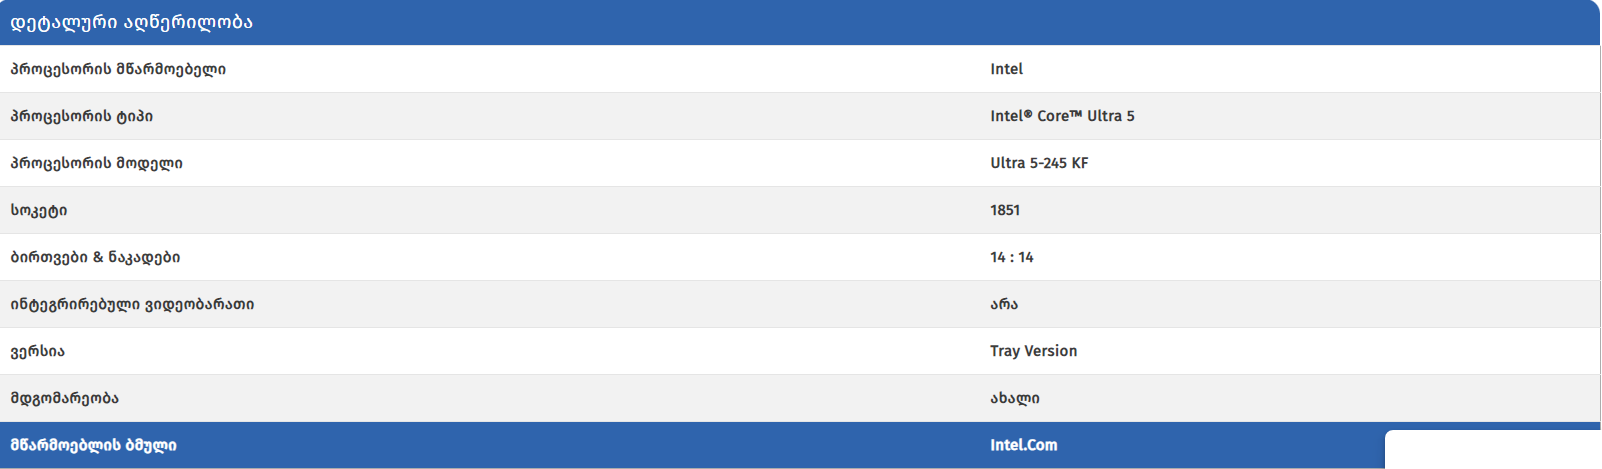 დეტალური აღწერილობა
პროცესორის მწარმოებელი Intel
პროცესორის ტიპი Intel® Core™ Ultra 5
პროცესორის მოდელი Ultra 5-245 KF
სოკეტი 1851
ბირთვები & ნაკადები 14 : 14
ინტეგრირებული ვიდეობარათი არა
ვერსია Tray Version
მდგომარეობა ახალი
მწარმოებლის ბმული Intel.Com